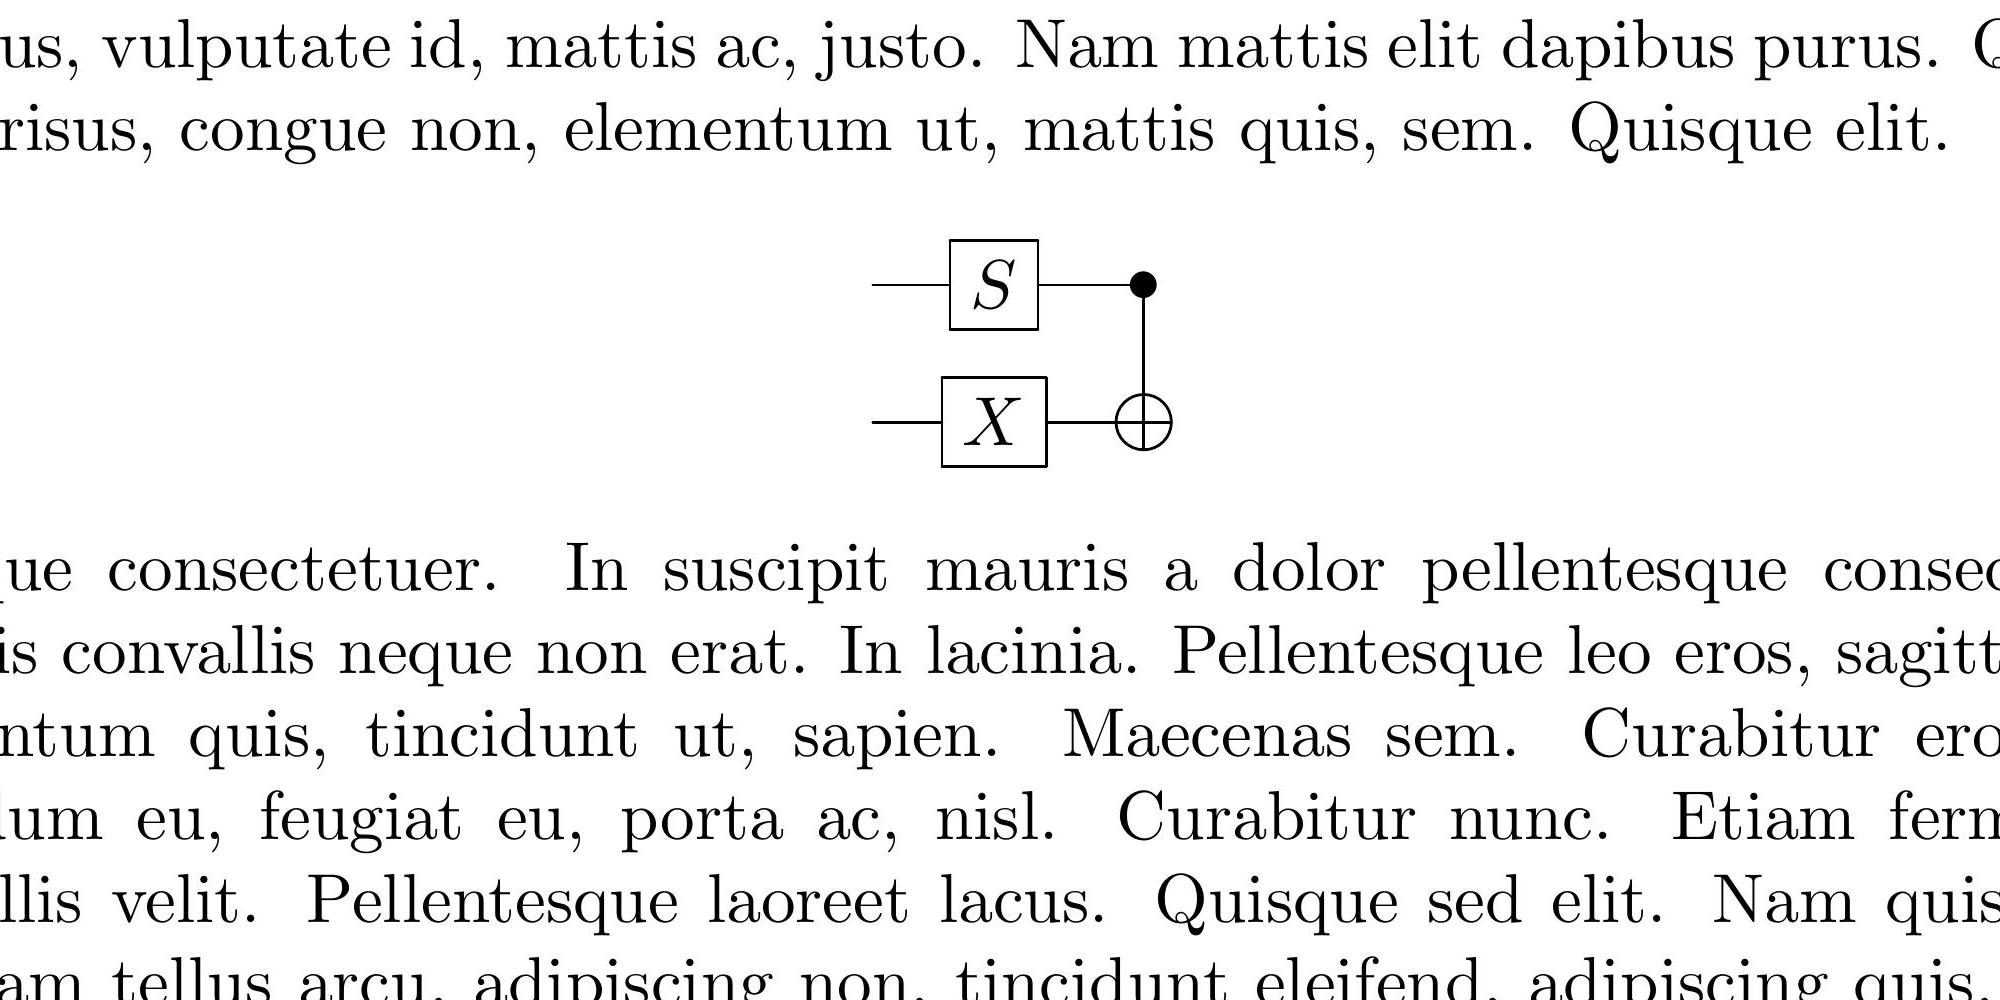 us, vulputate id, mattis ac, justo. Nam mattis elit dapibus purus. Q
risus, congue non, elementum ut, mattis quis, sem. Quisque elit.
S
X
que consectetuer. In suscipit mauris a dolor pellentesque consec
is convallis neque non erat. In lacinia. Pellentesque leo eros, sagitt
ntum quis, tincidunt ut, sapien. Maecenas sem. Curabitur ero
lum eu, feugiat eu, porta ac, nisl. Curabitur nunc. Etiam ferm
llis velit. Pellentesque laoreet lacus. Quisque sed elit. Nam quis
am tellus arcu, adipiscing non, tincidunt eleifend, adipiscing quis,